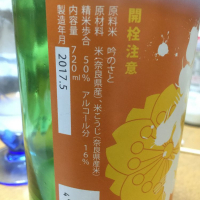 開栓注意
原料米 吟のさと
原材料 米(奈良県産)、米こうじ(奈良県産米)
精米歩合 50% アルコール分 16%
内容量 720ml
製造年月 2017.5